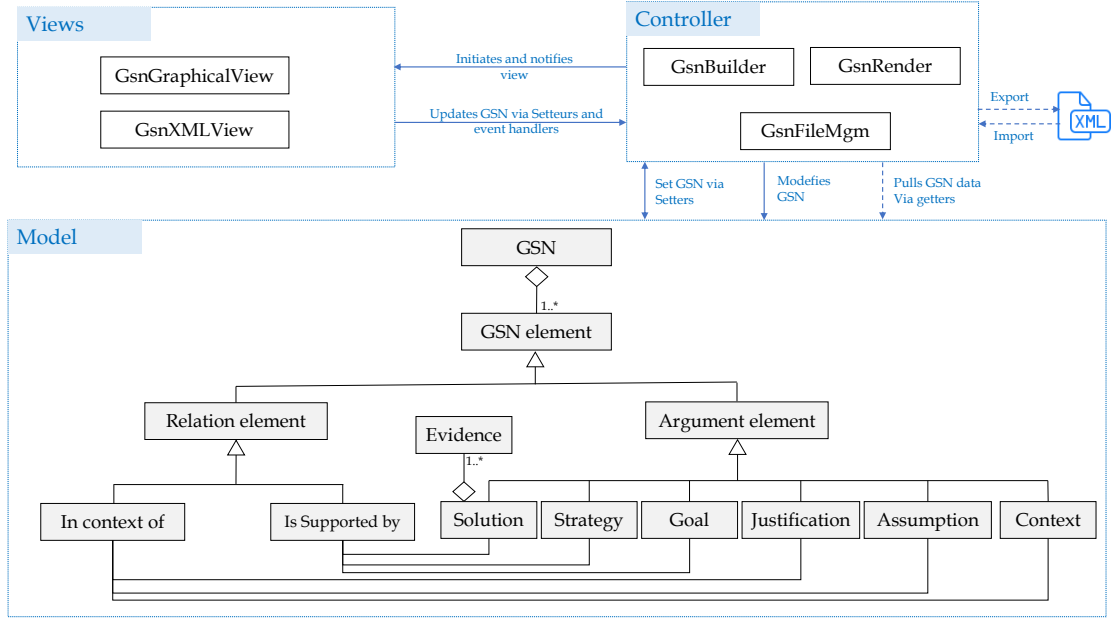 Views
GsnGraphicalView
GsnXMLView
Initiates and notifies
view
Updates GSN via Setteurs and
event handlers
Controller
GsnBuilder
GsnRender
GsnFileMgm
Export
Import
XML
Set GSN via
Setters
Modefies
GSN
Pulls GSN data
Via getters
Model
GSN
1..*
GSN element
Relation element
Evidence
1..*
Argument element
In context of
Is Supported by
Solution
Strategy
Goal
Justification
Assumption
Context